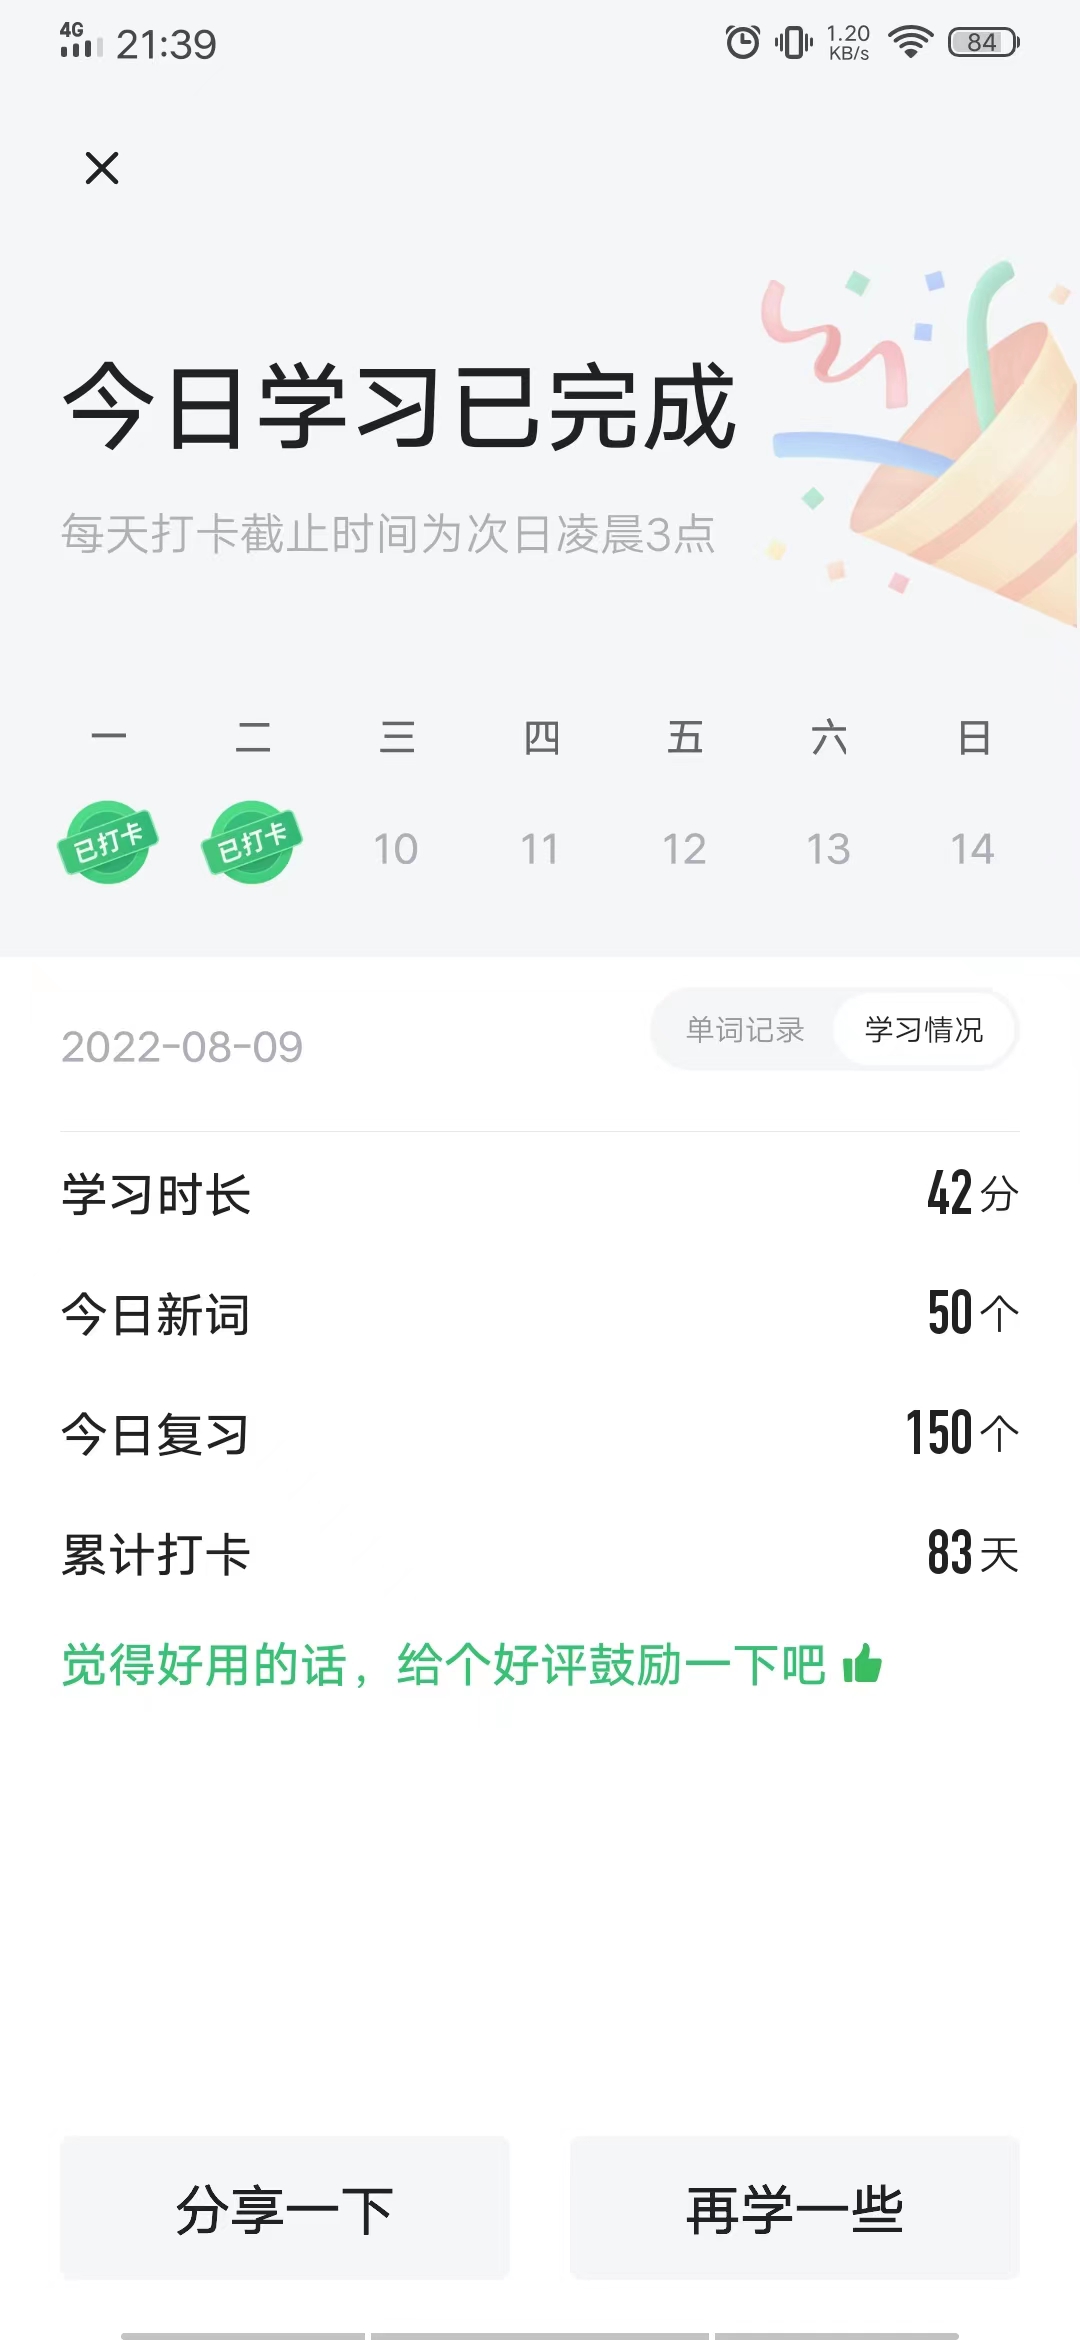 4G 21:39 1.20 KB/s 84
今日学习已完成
每天打卡截止时间为次日凌晨3点
一 二 三 四 五 六 日
已打卡 已打卡 10 11 12 13 14
2022-08-09 单词记录 学习情况
学习时长 42分
今日新词 50个
今日复习 150个
累计打卡 83天
觉得好用的话，给个好评鼓励一下吧
分享一下 再学一些